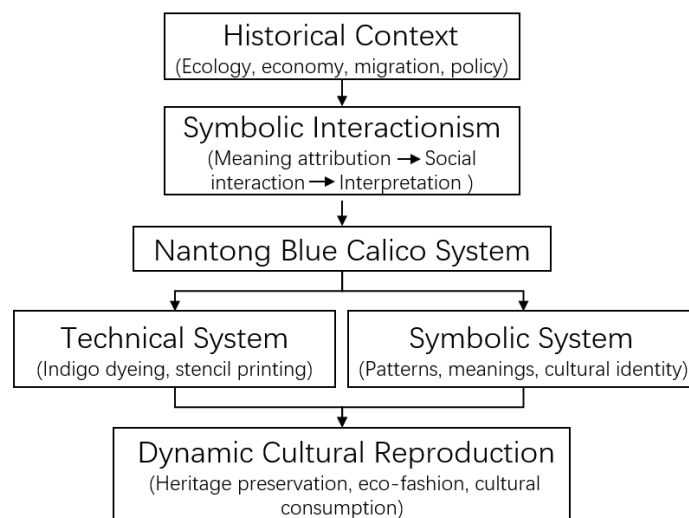 Historical Context
(Ecology, economy, migration, policy)
Symbolic Interactionism
(Meaning attribution → Social
interaction → Interpretation )
Nantong Blue Calico System
Technical System
(Indigo dyeing, stencil printing)
Symbolic System
(Patterns, meanings, cultural identity)
Dynamic Cultural Reproduction
(Heritage preservation, eco-fashion, cultural
consumption)